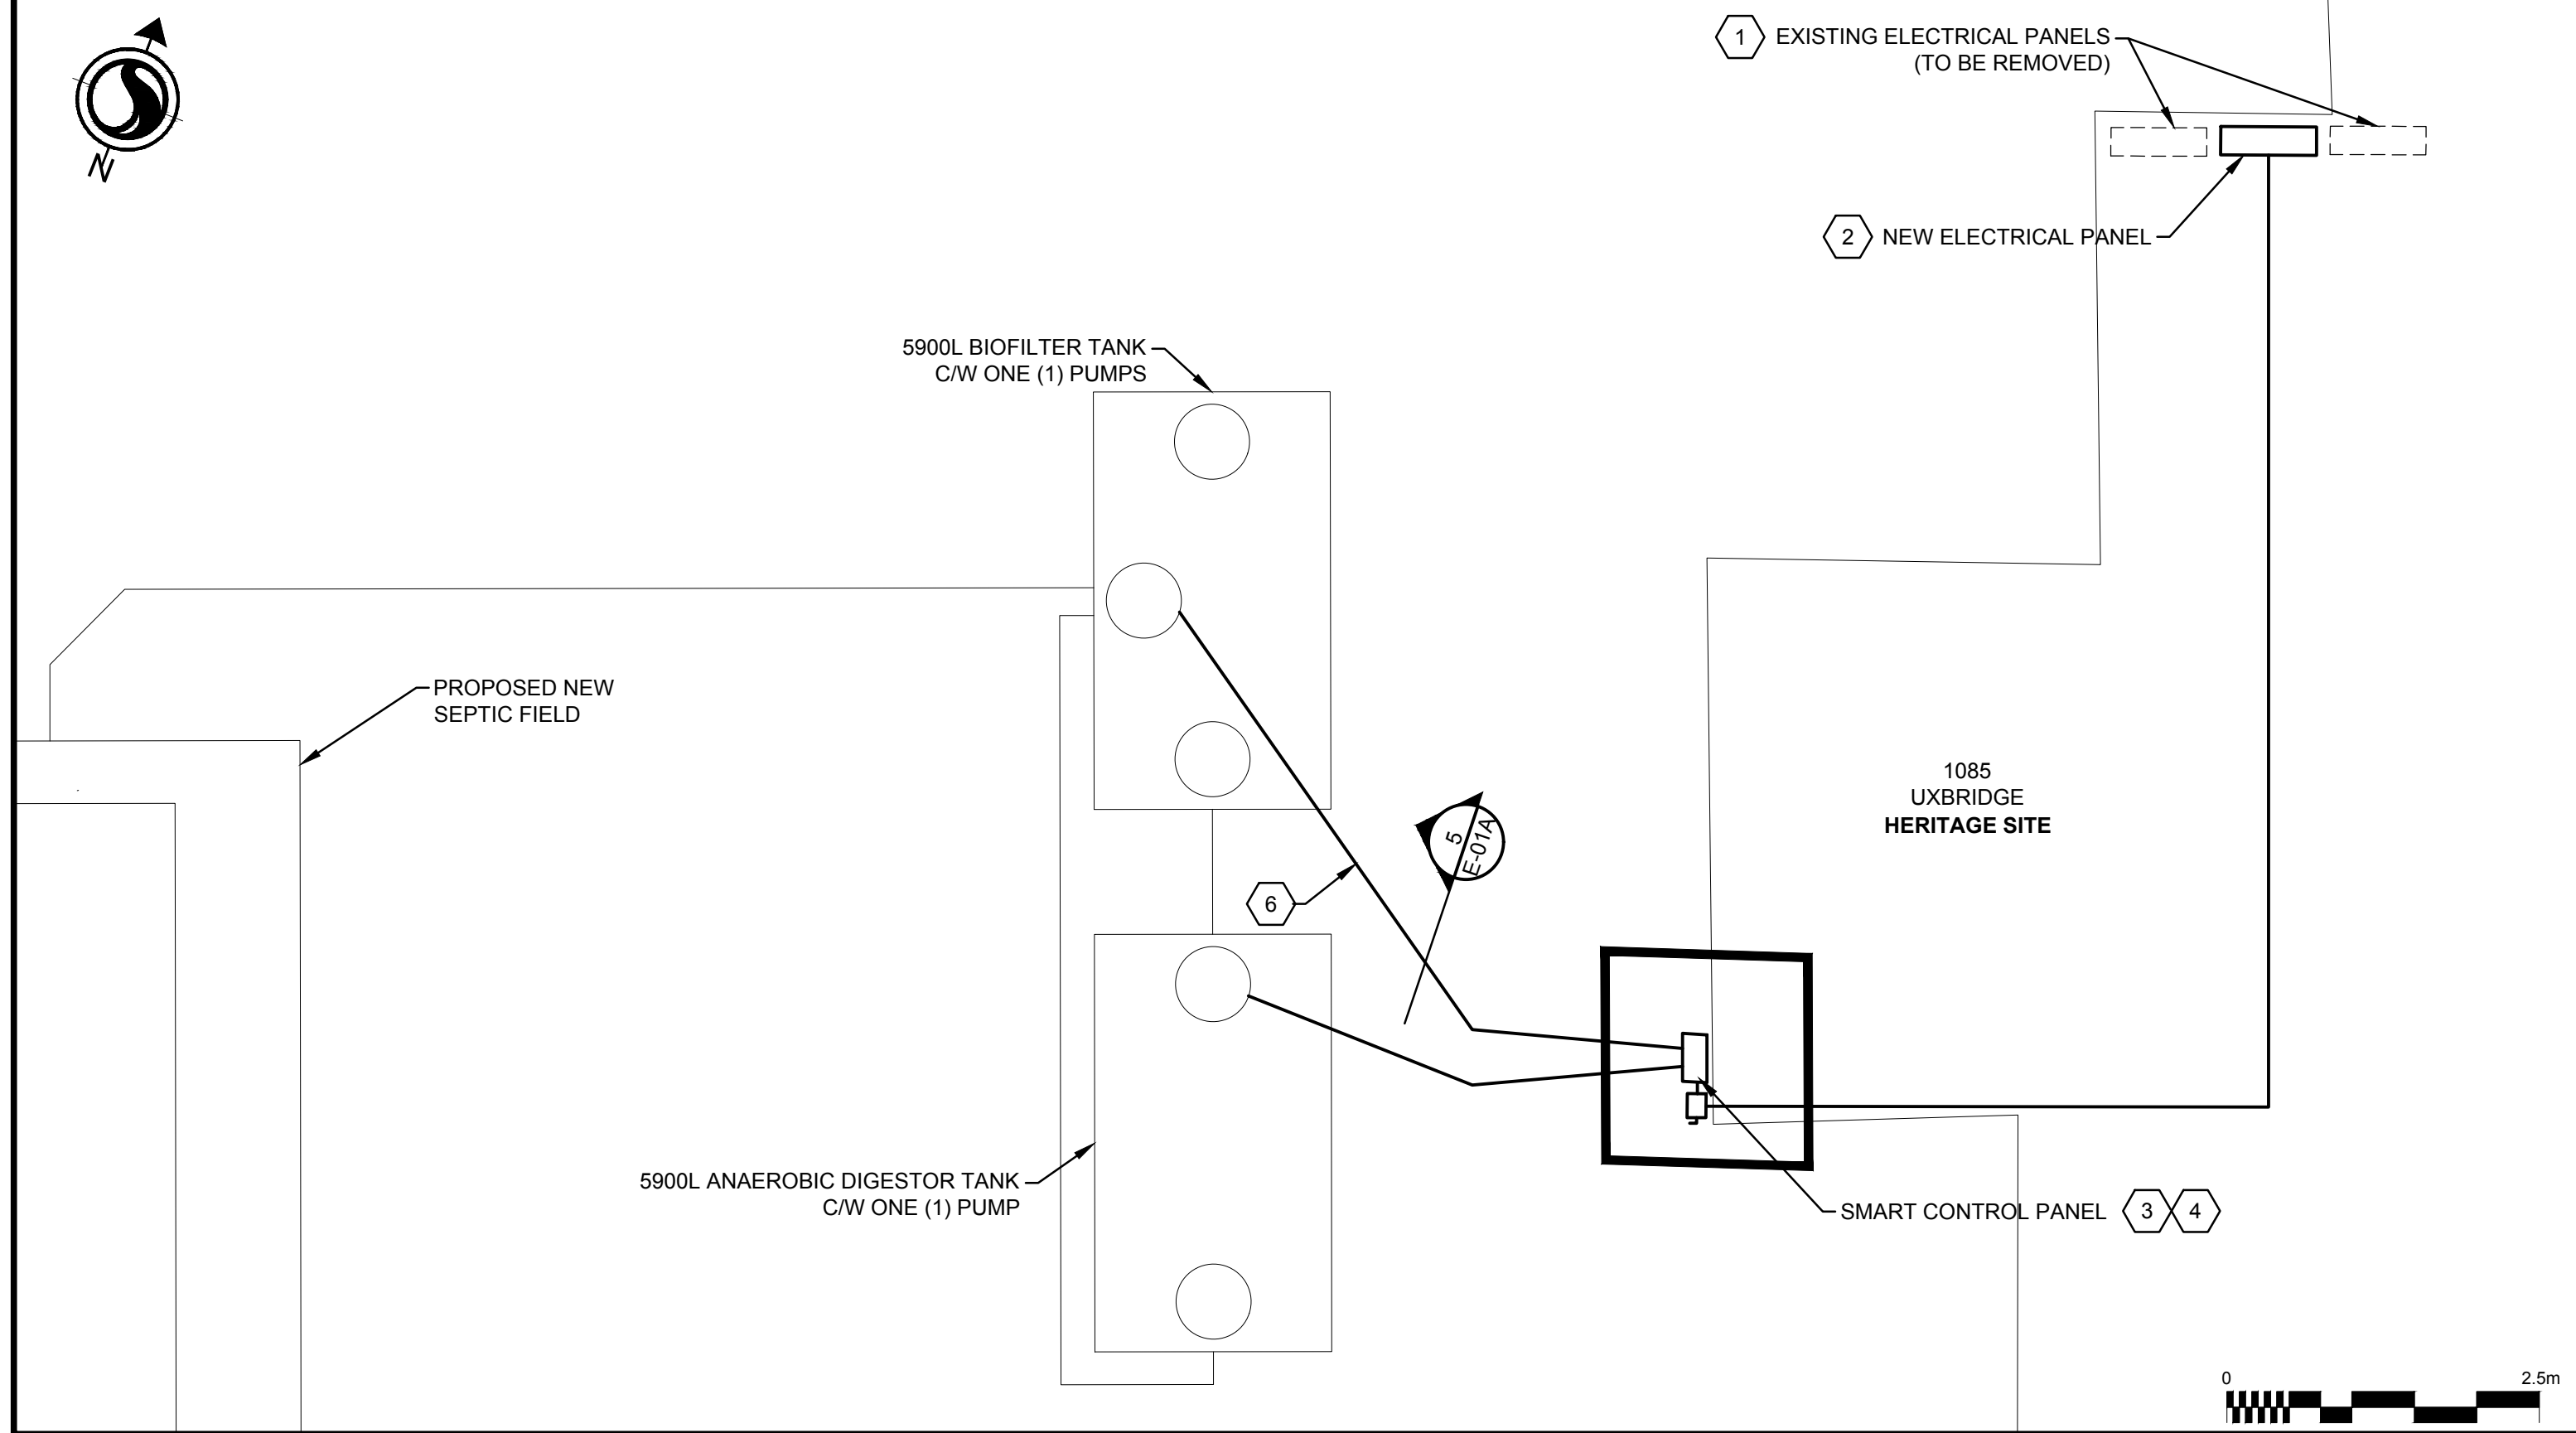 N
1 EXISTING ELECTRICAL PANELS
(TO BE REMOVED)
2 NEW ELECTRICAL PANEL
5900L BIOFILTER TANK
C/W ONE (1) PUMPS
PROPOSED NEW
SEPTIC FIELD
1085
UXBRIDGE
HERITAGE SITE
5
E-01A
6
5900L ANAEROBIC DIGESTOR TANK
C/W ONE (1) PUMP
SMART CONTROL PANEL 3 4
0 2.5m